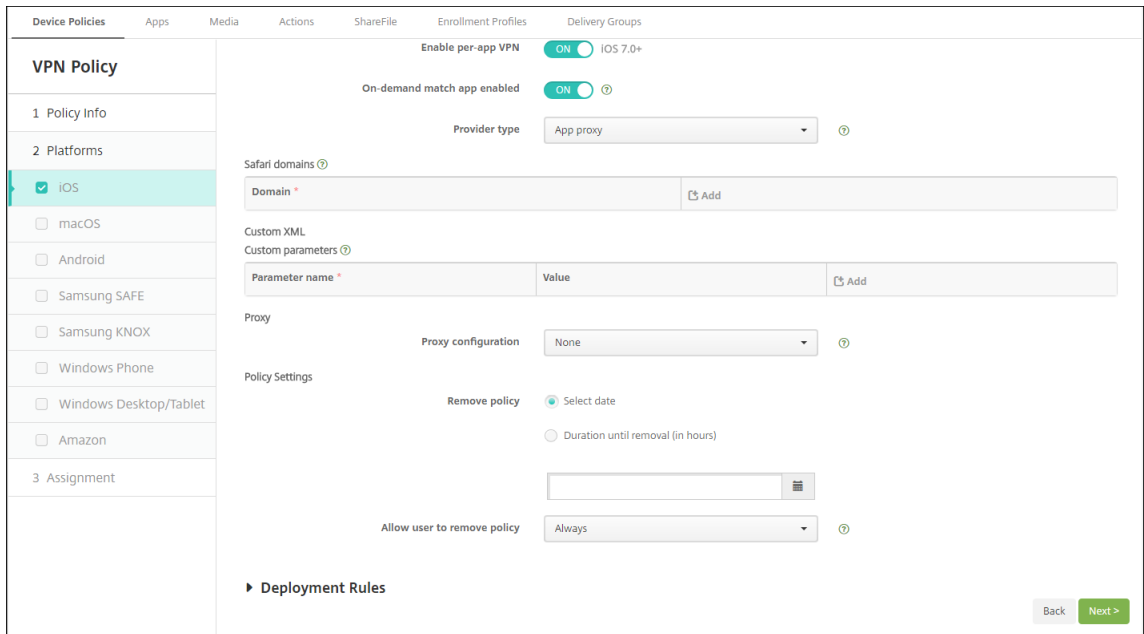 Device Policies Apps Media Actions ShareFile Enrollment Profiles Delivery Groups
VPN Policy
1 Policy Info
2 Platforms
iOS
macOS
Android
Samsung SAFE
Samsung KNOX
Windows Phone
Windows Desktop/Tablet
Amazon
3 Assignment
Enable per-app VPN ON iOS 7.0+
On-demand match app enabled ON
Provider type App proxy
Safari domains
Domain * Add
Custom XML
Custom parameters
Parameter name * Value Add
Proxy
Proxy configuration None
Policy Settings
Remove policy Select date
Duration until removal (in hours)
Allow user to remove policy Always
Deployment Rules
Back Next >